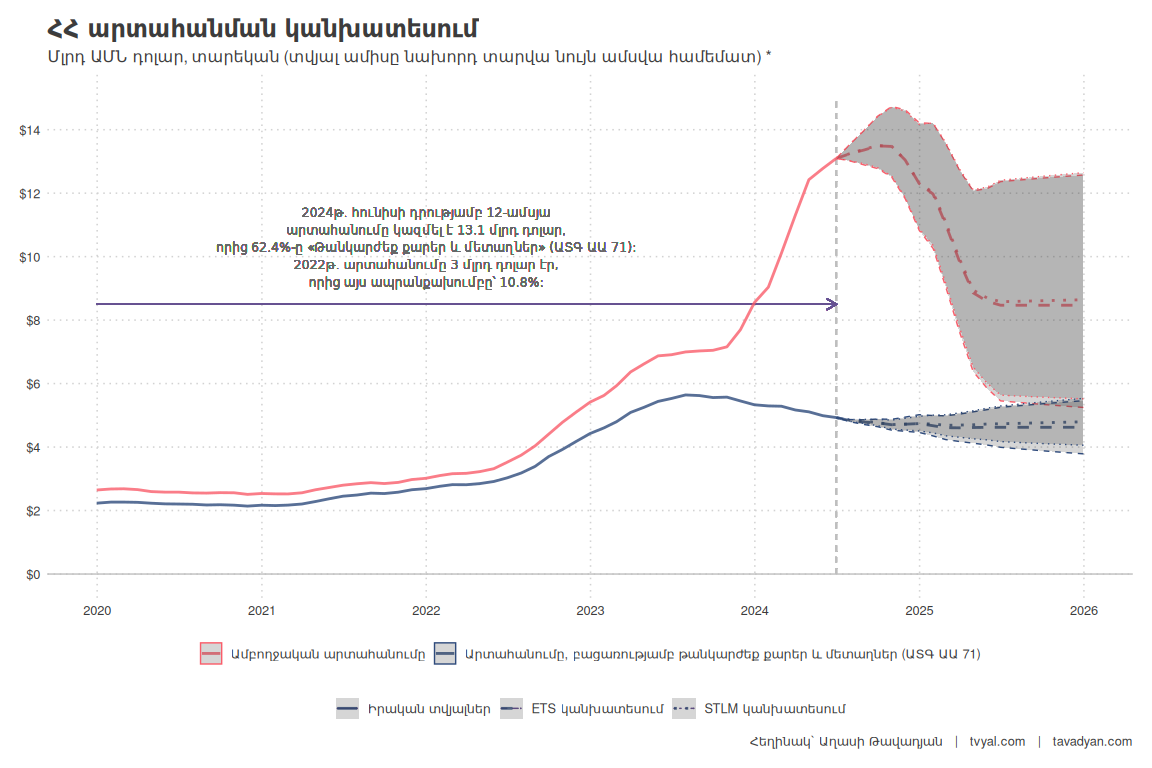 ՀՀ արտահանման կանխատեսում
Մլրդ ԱՄՆ դոլար, տարեկան (տվյալ ամիսը նախորդ տարվա նույն ամսվա համեմատ) *
$14
$12
$10
$8
$6
$4
$2
$0
2024թ. հունիսի դրությամբ 12-ամսյա
արտահանումը կազմել է 13.1 մլրդ դոլար,
որից 62.4%-ը «Թանկարժեք քարեր և մետաղներ» (ԱՏԳ ԱԱ 71):
2022թ. արտահանումը 3 մլրդ դոլար էր,
որից այս ապրանքախումբը՝ 10.8%:
2020 2021 2022 2023 2024 2025 2026
Ամբողջական արտահանումը Արտահանումը, բացառությամբ թանկարժեք քարեր և մետաղներ (ԱՏԳ ԱԱ 71)
Իրական տվյալներ ETS կանխատեսում STLM կանխատեսում
Հեղինակ՝ Աղասի Թավադյան | tvyal.com | tavadyan.com